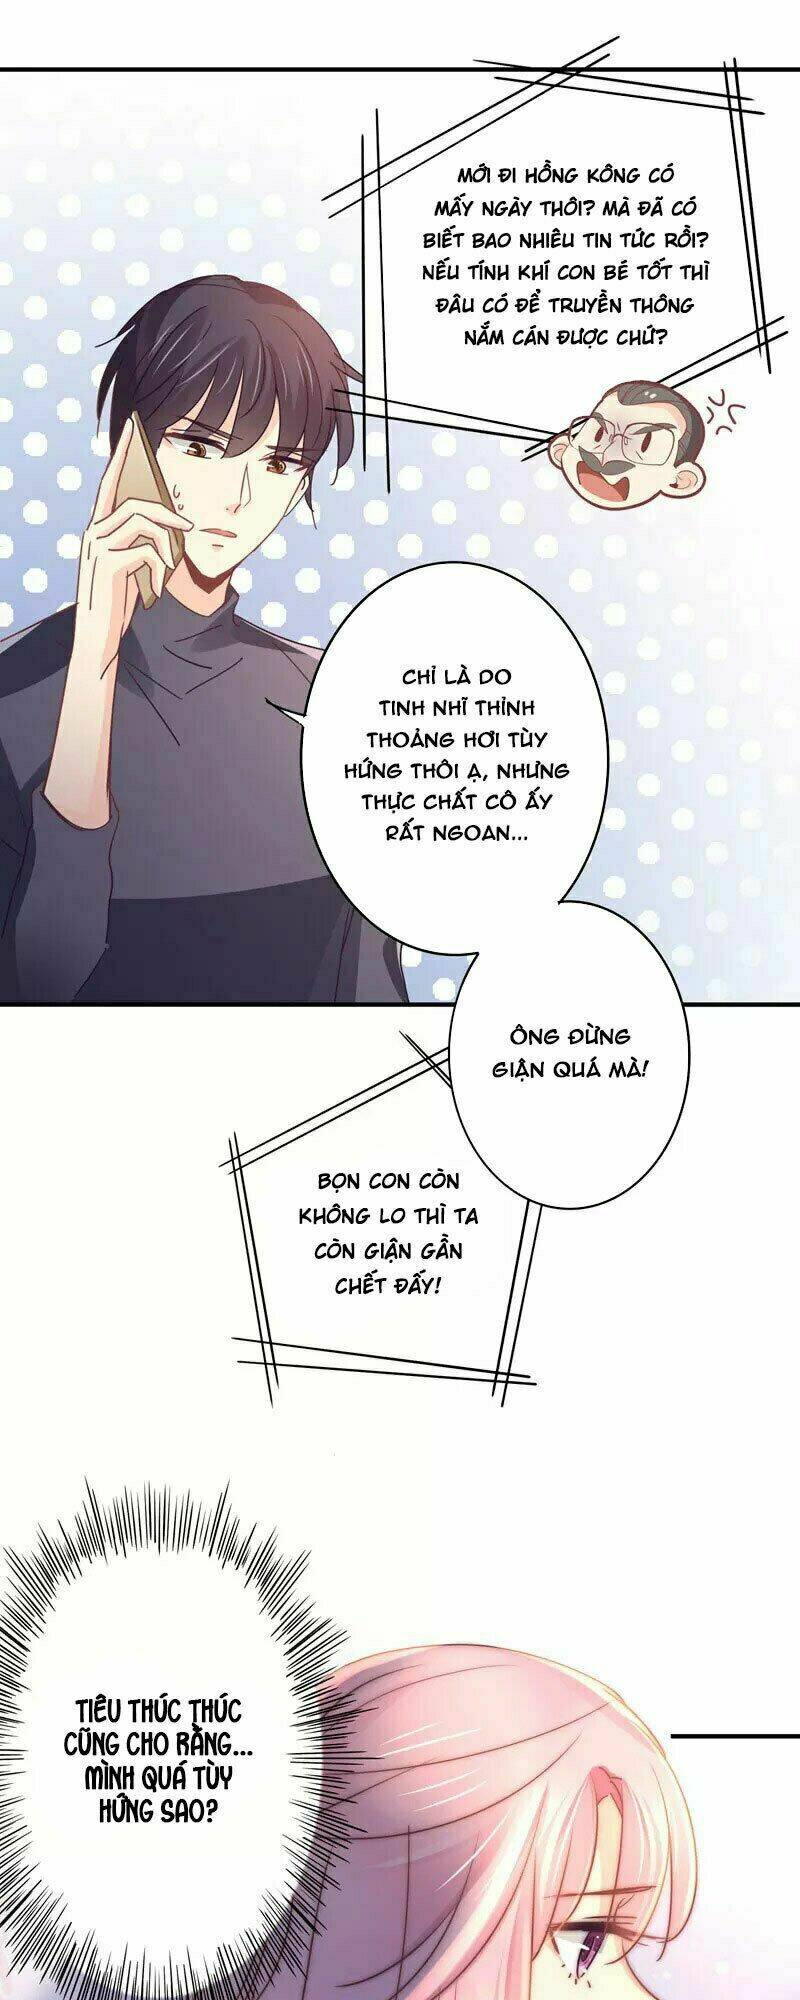 MỚI ĐI HỒNG KÔNG CÓ
MẤY NGÀY THÔI? MÀ ĐÃ CÓ
BIẾT BAO NHIÊU TIN TỨC RỒI?
NẾU TÍNH KHÍ CON BÉ TỐT THÌ
ĐÂU CÓ ĐỂ TRUYỀN THÔNG
NẮM CÁN ĐƯỢC CHỨ?
CHỈ LÀ DO
TINH NHĨ THỈNH
THOẢNG HƠI TÙY
HỨNG THÔI Ạ, NHƯNG
THỰC CHẤT CÔ ẤY
RẤT NGOAN...
ÔNG ĐỪNG
GIẬN QUÁ MÀ!
BỌN CON CÒN
KHÔNG LO THÌ TA
CÒN GIẬN GẦN
CHẾT ĐẤY!
TIÊU THÚC THÚC
CŨNG CHO RẰNG...
MÌNH QUÁ TÙY
HỨNG SAO?